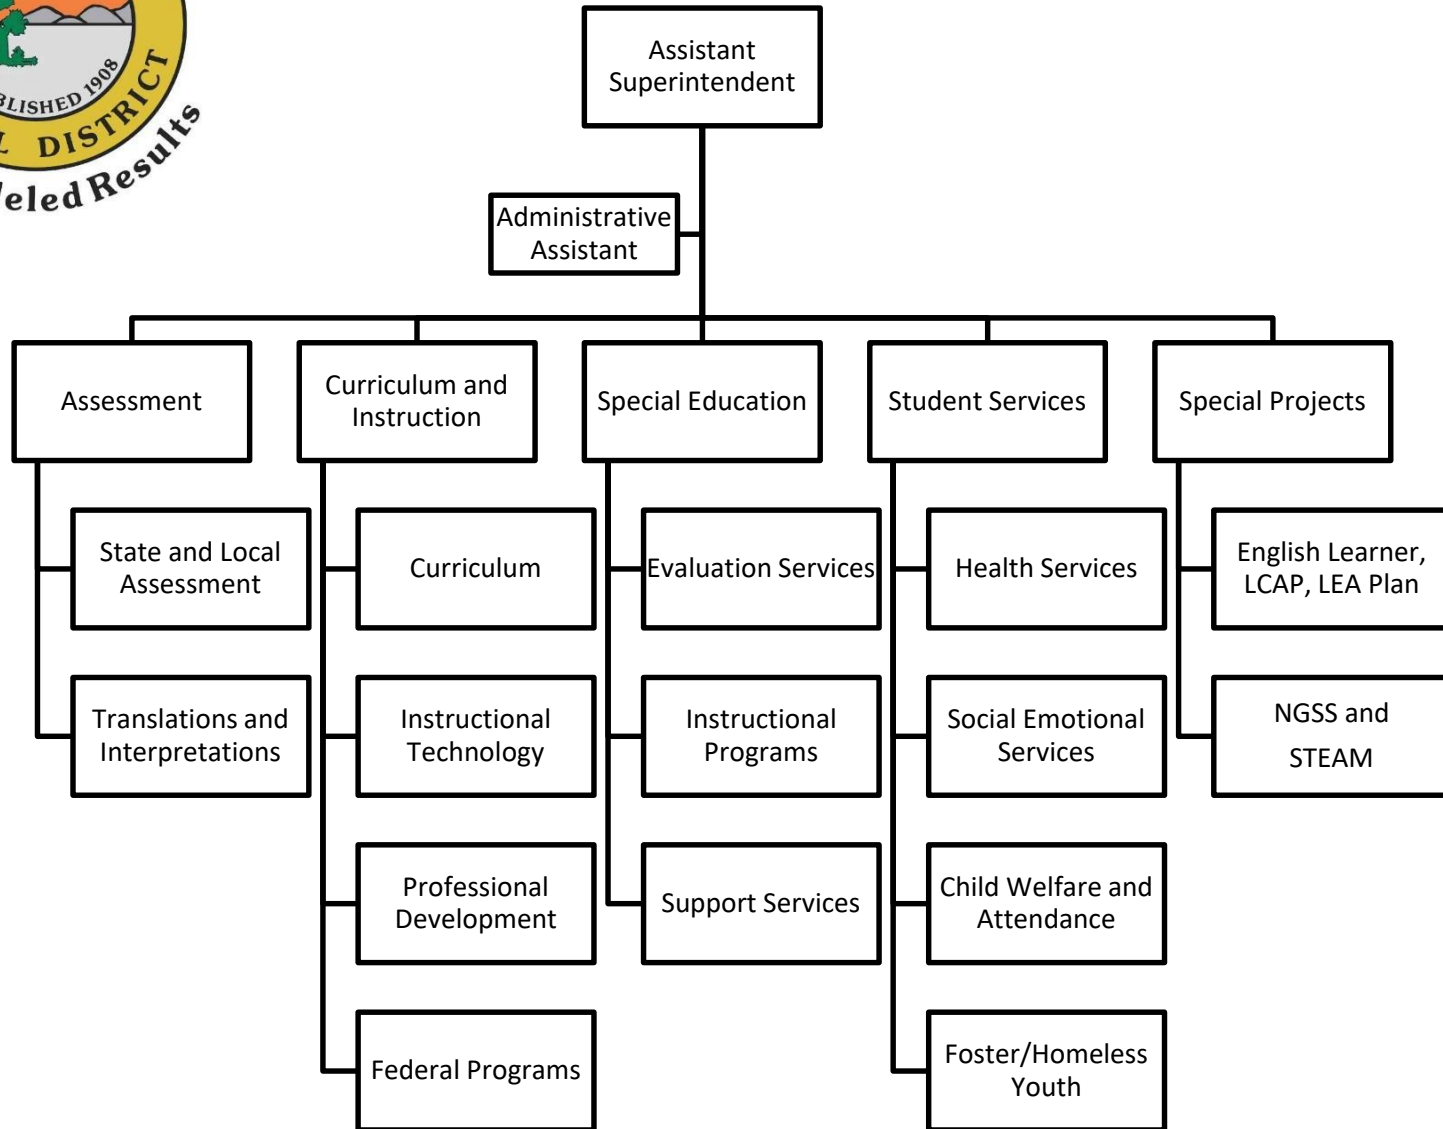 1908
DISTRICT
Results
Assistant
Superintendent
Administrative
Assistant
Assessment
Curriculum and
Instruction
Special Education
Student Services
Special Projects
State and Local
Assessment
Curriculum
Evaluation Services
Health Services
English Learner,
LCAP, LEA Plan
Translations and
Interpretations
Instructional
Technology
Instructional
Programs
Social Emotional
Services
NGSS and
STEAM
Professional
Development
Support Services
Child Welfare and
Attendance
Federal Programs
Foster/Homeless
Youth